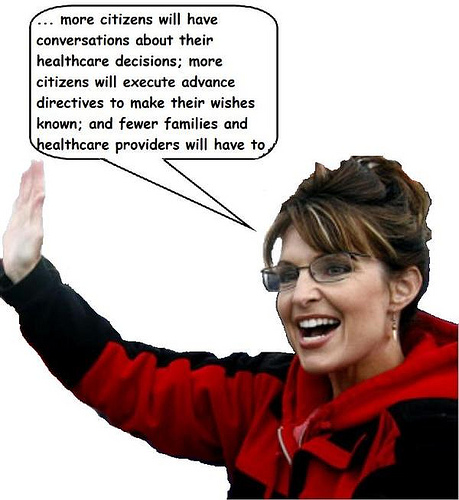 ... more citizens will have
conversations about their
healthcare decisions; more
citizens will execute advance
directives to make their wishes
known; and fewer families and
healthcare providers will have to